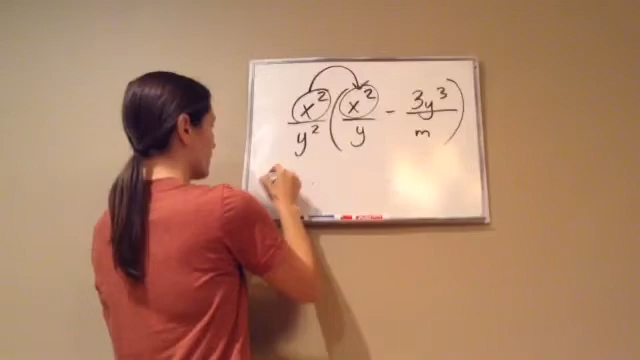 x² ( x² - 3y³ )
y² y m